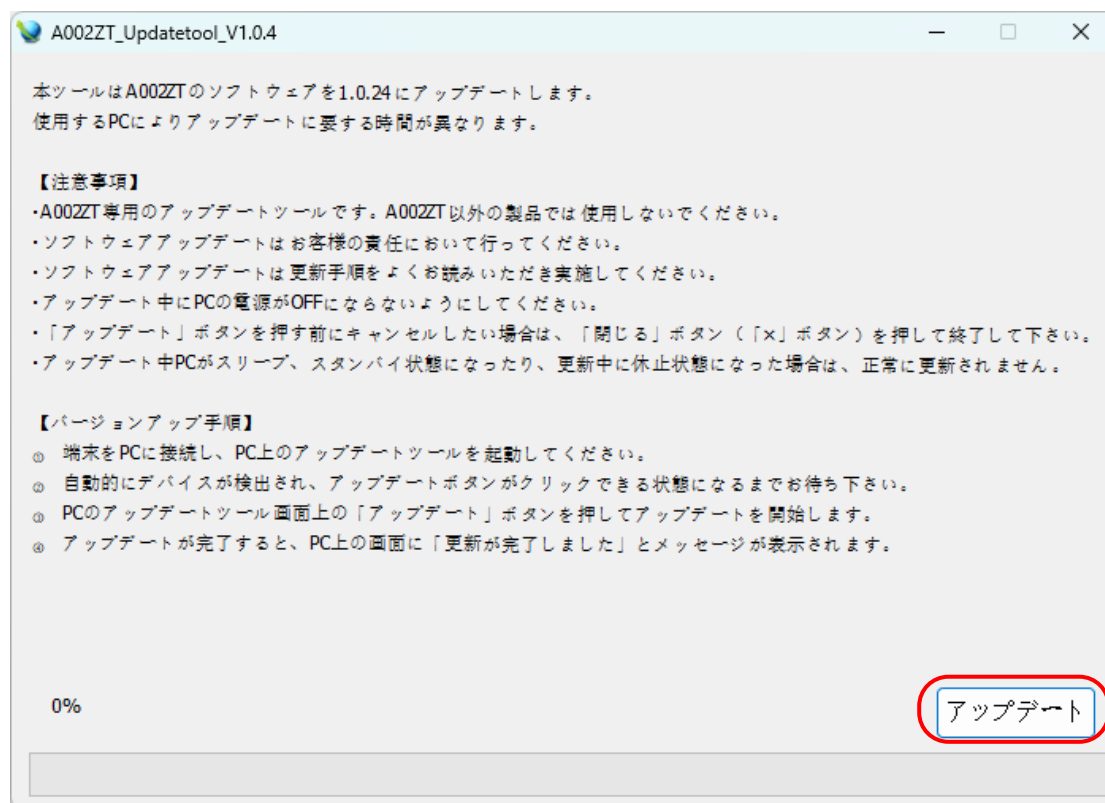 A002ZT_Updatetool_V1.0.4
本ツールはA002ZTのソフトウェアを1.0.24にアップデートします。
使用するPCによりアップデートに要する時間が異なります。
【注意事項】
・A002ZT専用のアップデートツールです。A002ZT以外の製品では使用しないでください。
・ソフトウェアアップデートはお客様の責任において行ってください。
・ソフトウェアアップデートは更新手順をよくお読みいただき実施してください。
・アップデート中にPCの電源がOFFにならないようにしてください。
・「アップデート」ボタンを押す前にキャンセルしたい場合は、「閉じる」ボタン(「×」ボタン)を押して終了して下さい。
・アップデート中PCがスリープ、スタンバイ状態になったり、更新中に休止状態になった場合は、正常に更新されません。
【バージョンアップ手順】
① 端末をPCに接続し、PC上のアップデートツールを起動してください。
② 自動的にデバイスが検出され、アップデートボタンがクリックできる状態になるまでお待ち下さい。
③ PCのアップデートツール画面上の「アップデート」ボタンを押してアップデートを開始します。
④ アップデートが完了すると、PC上の画面に「更新が完了しました」とメッセージが表示されます。
0%
アップデート